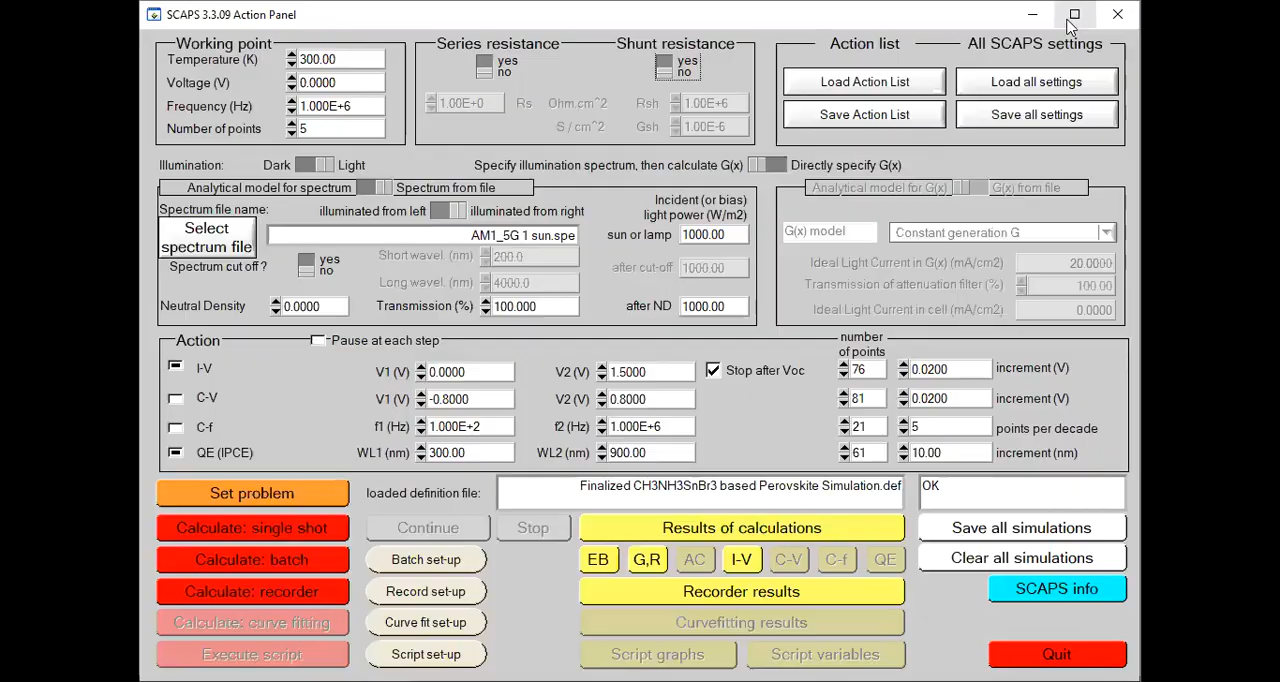 SCAPS 3.3.09 Action Panel
Working point
Temperature (K) 300.00
Voltage (V) 0.0000
Frequency (Hz) 1.000E+6
Number of points 5
Series resistance Shunt resistance
yes yes
no no
1.00E+0 Rs Ohm.cm^2 Rsh 1.00E+6
S / cm^2 Gsh 1.00E-6
Action list All SCAPS settings
Load Action List Load all settings
Save Action List Save all settings
Illumination: Dark Light Specify illumination spectrum, then calculate G(x) Directly specify G(x)
Analytical model for spectrum Spectrum from file
Spectrum file name: illuminated from left illuminated from right
Select
spectrum file
AM1_5G 1 sun.spe
Spectrum cut off ? yes
no
Short wavel. (nm) 200.0
Long wavel. (nm) 4000.0
Neutral Density 0.0000 Transmission (%) 100.000
Incident (or bias)
light power (W/m2)
sun or lamp 1000.00
after cut-off 1000.00
after ND 1000.00
Analytical model for G(x) G(x) from file
G(x) model Constant generation G
Ideal Light Current in G(x) (mA/cm2) 20.0000
Transmission of attenuation filter (%) 100.00
Ideal Light Current in cell (mA/cm2) 0.0000
Action Pause at each step number
of points
I-V V1 (V) 0.0000 V2 (V) 1.5000 Stop after Voc 76 0.0200 increment (V)
C-V V1 (V) -0.8000 V2 (V) 0.8000 81 0.0200 increment (V)
C-f f1 (Hz) 1.000E+2 f2 (Hz) 1.000E+6 21 5 points per decade
QE (IPCE) WL1 (nm) 300.00 WL2 (nm) 900.00 61 10.00 increment (nm)
Set problem loaded definition file: Finalized CH3NH3SnBr3 based Perovskite Simulation.def OK
Calculate: single shot Continue Stop Results of calculations Save all simulations
Calculate: batch Batch set-up EB G,R AC I-V C-V C-f QE Clear all simulations
Calculate: recorder Record set-up Recorder results SCAPS info
Calculate: curve fitting Curve fit set-up Curvefitting results
Execute script Script set-up Script graphs Script variables Quit